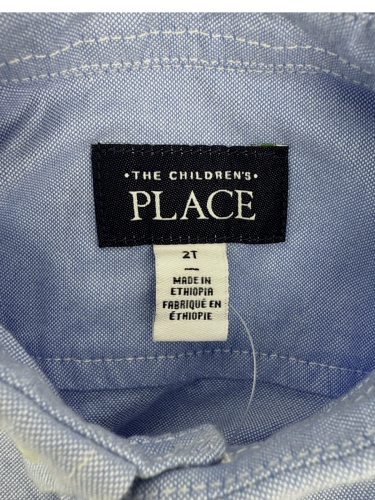 • THE CHILDREN'S •
PLACE
2T
—
MADE IN
ETHIOPIA
FABRIQUÉ EN
ÉTHIOPIE